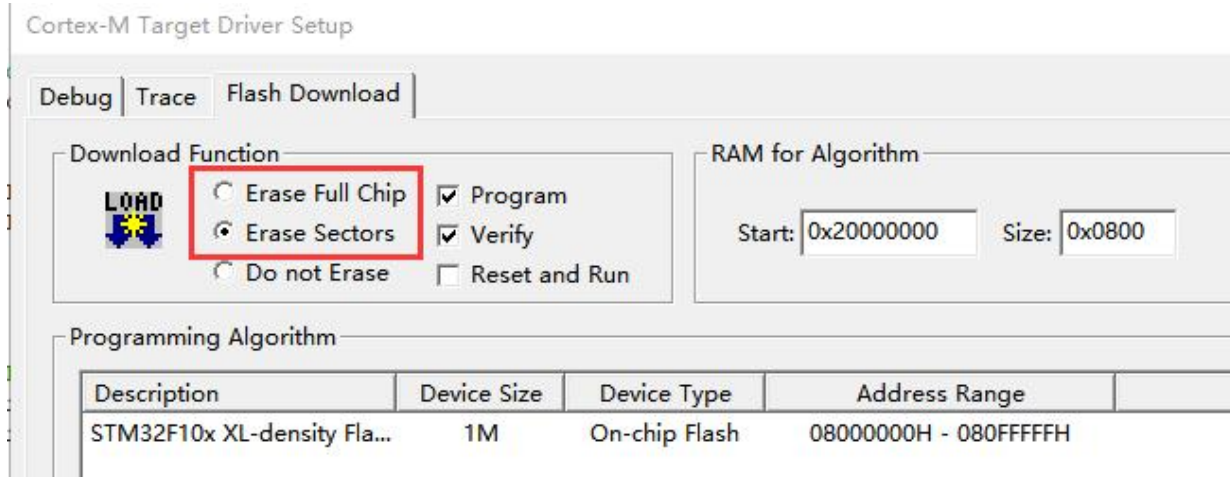 Cortex-M Target Driver Setup
Debug Trace Flash Download
Download Function
LOAD
Erase Full Chip
Erase Sectors
Do not Erase
Program
Verify
Reset and Run
RAM for Algorithm
Start: 0x20000000 Size: 0x0800
Programming Algorithm
Description Device Size Device Type Address Range
STM32F10x XL-density Fla... 1M On-chip Flash 08000000H - 080FFFFFH